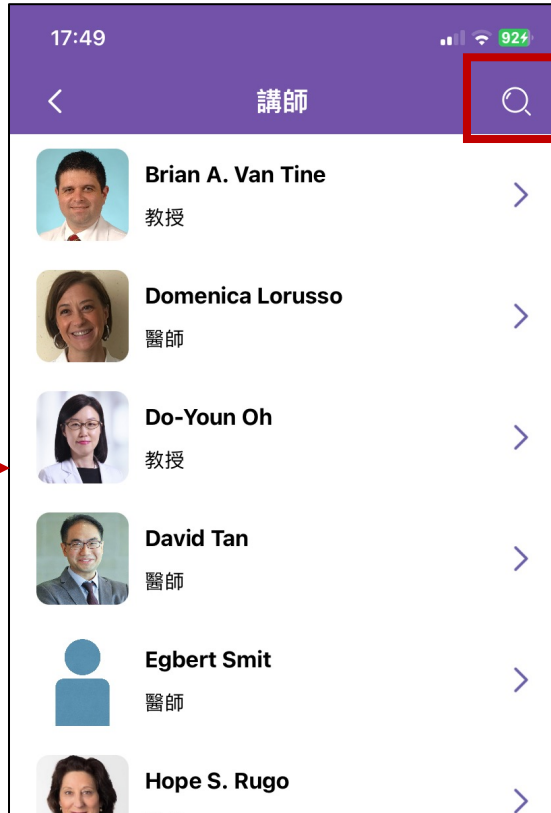 17:49
92
講師
Brian A. Van Tine
教授
Domenica Lorusso
醫師
Do-Youn Oh
教授
David Tan
醫師
Egbert Smit
醫師
Hope S. Rugo